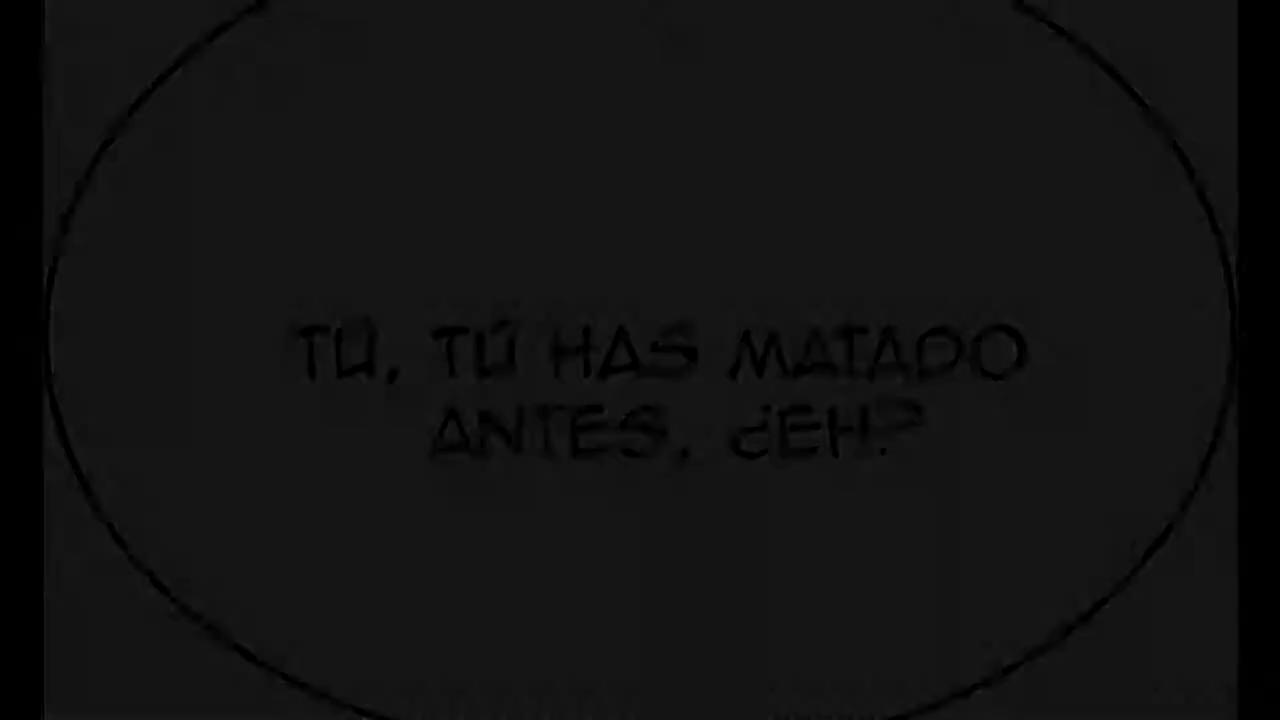 TÚ, TÚ HAS MATADO
ANTES, ¿EH?